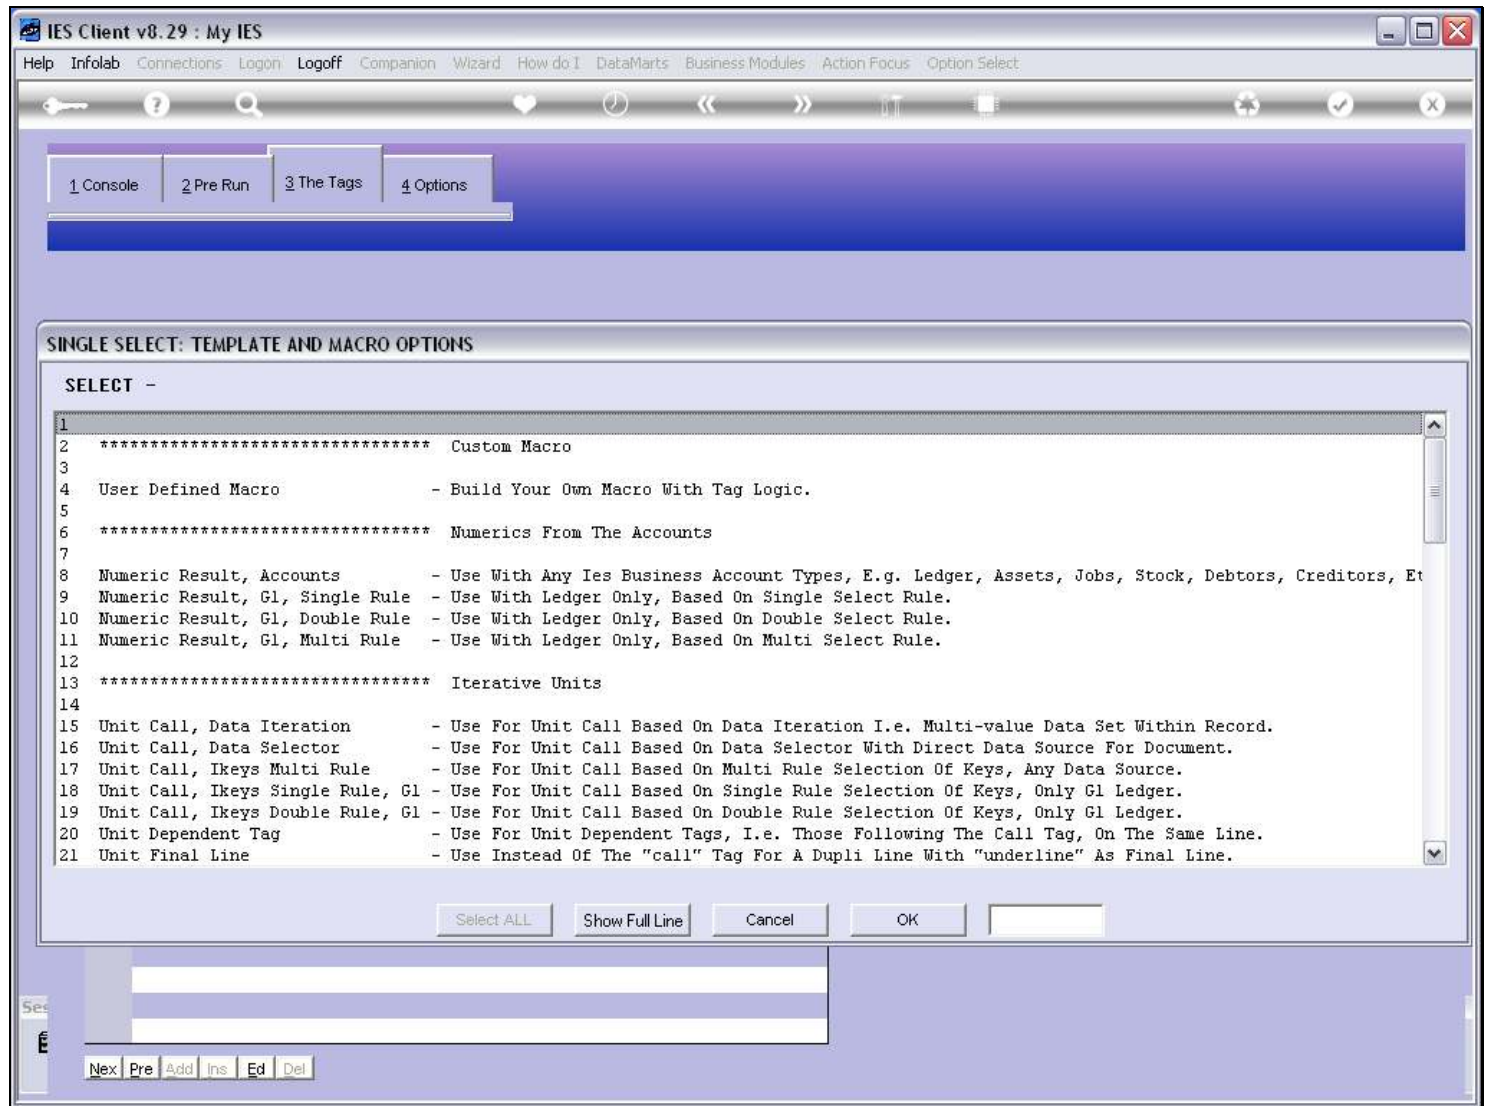 IES Client v8.29 : My IES
Help Infolab Connections Logon Logoff Companion Wizard How do I DataMarts Business Modules Action Focus Option Select
1 Console 2 Pre Run 3 The Tags 4 Options
SINGLE SELECT: TEMPLATE AND MACRO OPTIONS
SELECT -
1
2 ********************************* Custom Macro
3
4 User Defined Macro - Build Your Own Macro With Tag Logic.
5
6 ********************************* Numerics From The Accounts
7
8 Numeric Result, Accounts - Use With Any Ies Business Account Types, E.g. Ledger, Assets, Jobs, Stock, Debtors, Creditors, Et
9 Numeric Result, Gl, Single Rule - Use With Ledger Only, Based On Single Select Rule.
10 Numeric Result, Gl, Double Rule - Use With Ledger Only, Based On Double Select Rule.
11 Numeric Result, Gl, Multi Rule - Use With Ledger Only, Based On Multi Select Rule.
12
13 ********************************* Iterative Units
14
15 Unit Call, Data Iteration - Use For Unit Call Based On Data Iteration I.e. Multi-value Data Set Within Record.
16 Unit Call, Data Selector - Use For Unit Call Based On Data Selector With Direct Data Source For Document.
17 Unit Call, Ikeys Multi Rule - Use For Unit Call Based On Multi Rule Selection Of Keys, Any Data Source.
18 Unit Call, Ikeys Single Rule, Gl - Use For Unit Call Based On Single Rule Selection Of Keys, Only Gl Ledger.
19 Unit Call, Ikeys Double Rule, Gl - Use For Unit Call Based On Double Rule Selection Of Keys, Only Gl Ledger.
20 Unit Dependent Tag - Use For Unit Dependent Tags, I.e. Those Following The Call Tag, On The Same Line.
21 Unit Final Line - Use Instead Of The "call" Tag For A Dupli Line With "underline" As Final Line.
Select ALL Show Full Line Cancel OK
Ses
Nex Pre Add Ins Ed Del